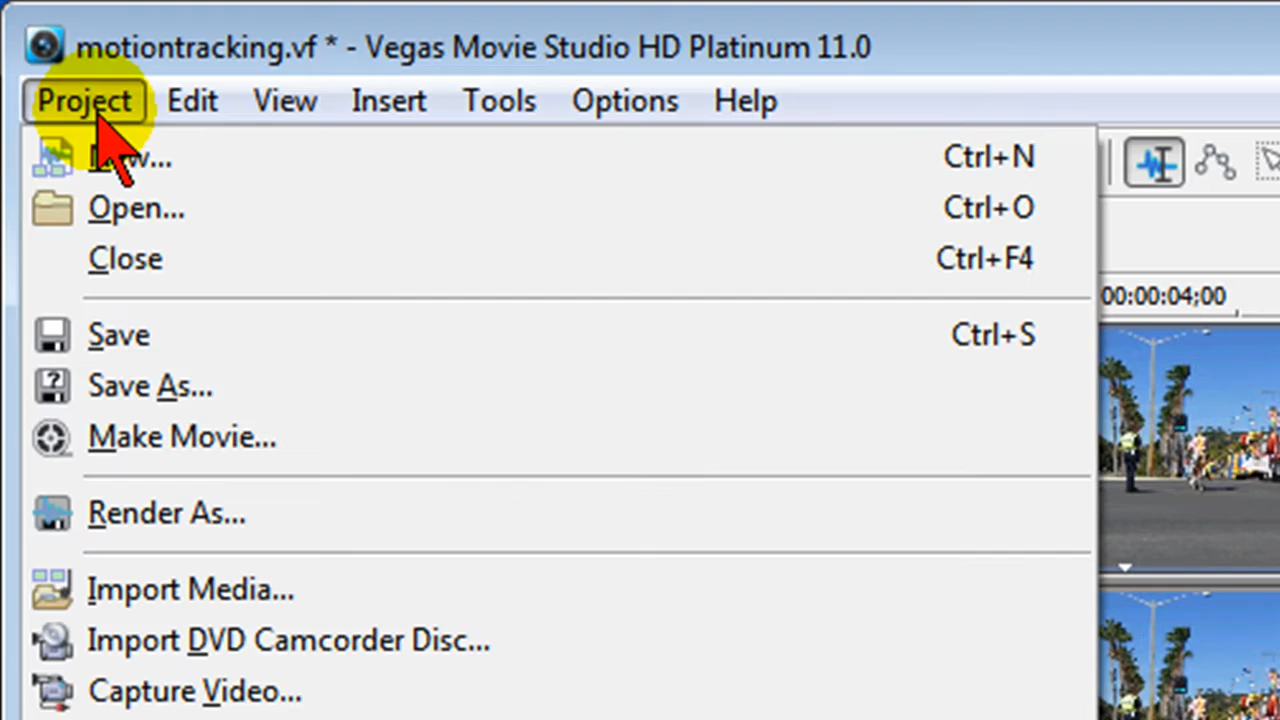 motiontracking.vf * - Vegas Movie Studio HD Platinum 11.0
Project Edit View Insert Tools Options Help
Ctrl+N
Open... Ctrl+O
Close Ctrl+F4
00:00:04;00
Save Ctrl+S
Save As...
Make Movie...
Render As...
Import Media...
Import DVD Camcorder Disc...
Capture Video...